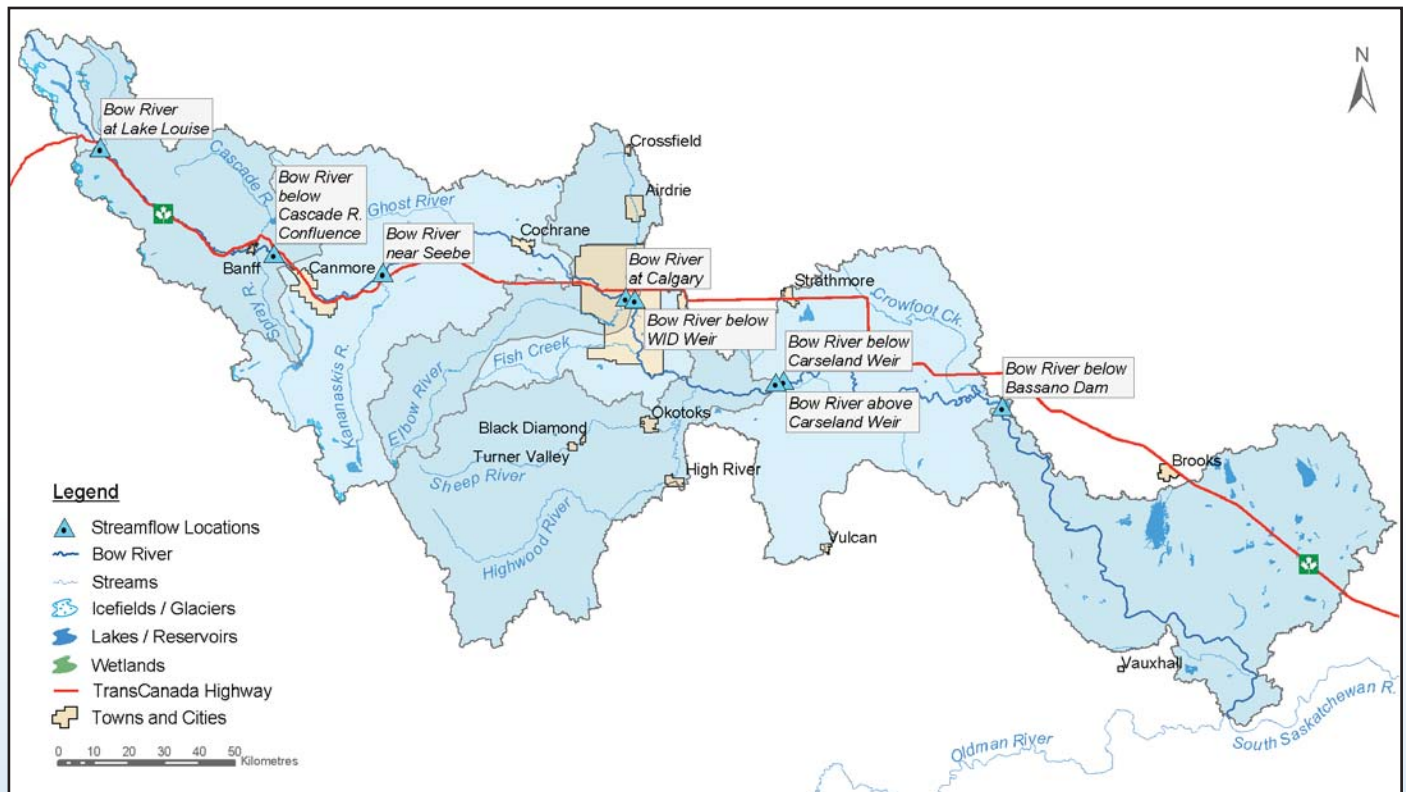 N
Bow River
at Lake Louise
Crossfield
Cascade R.
Bow River
below
Cascade R.
Confluence
Airdrie
Ghost River
Bow River
near Seebe
Cochrane
Bow River
at Calgary
Banff
Canmore
Strathmore
Crowfoot Ck.
Spray R.
Bow River below
WID Weir
Kananaskis R.
Elbow River
Fish Creek
Bow River below
Carseland Weir
Bow River below
Bassano Dam
Bow River above
Carseland Weir
Okotoks
Black Diamond
Turner Valley
Sheep River
High River
Brooks
Highwood River
Vulcan
Vauxhall
Oldman River
South Saskatchewan R.
Legend
Streamflow Locations
Bow River
Streams
Icefields / Glaciers
Lakes / Reservoirs
Wetlands
TransCanada Highway
Towns and Cities
0 10 20 30 40 50
Kilometres